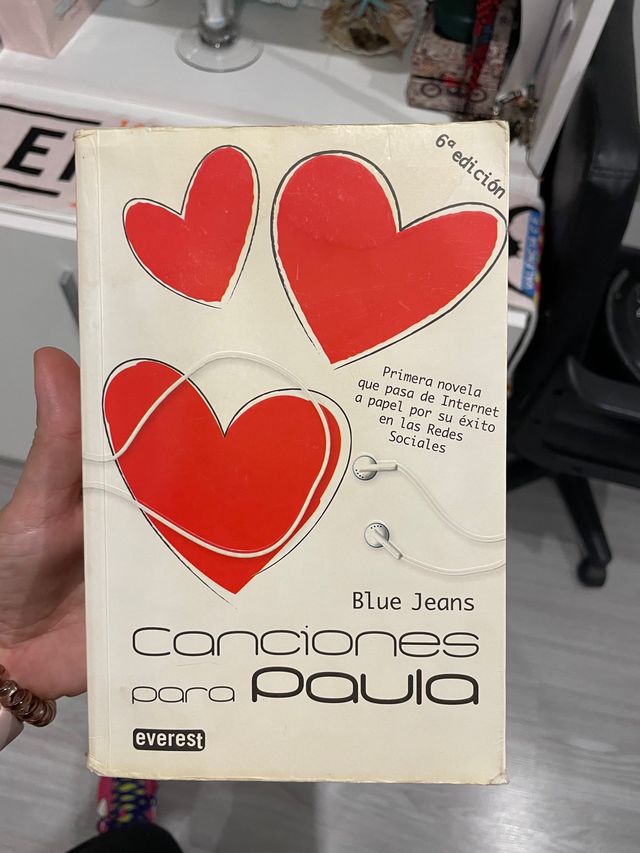 6ª edición
Primera novela
que pasa de Internet
a papel por su éxito
en las Redes
Sociales
Blue Jeans
Canciones
para Paula
everest